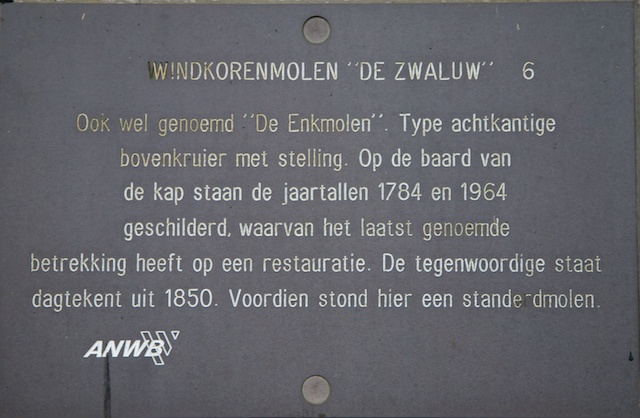 WINDKORENMOLEN "DE ZWALUW" 6
Ook wel genoemd "De Enkmolen". Type achtkantige
bovenkruier met stelling. Op de baard van
de kap staan de jaartallen 1784 en 1964
geschilderd, waarvan het laatst genoemde
betrekking heeft op een restauratie. De tegenwoordige staat
dagtekent uit 1850. Voordien stond hier een standerdmolen.
ANWB